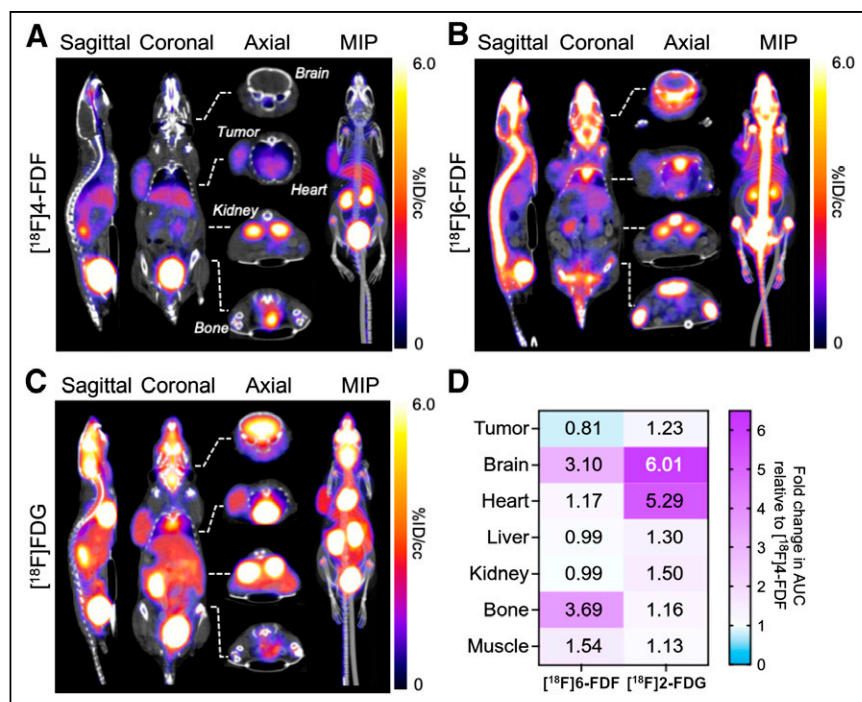 A
Sagittal Coronal Axial MIP
[¹⁸F]4-FDF
Brain
Tumor
Heart
Kidney
Bone
6.0
%ID/cc
0
B
Sagittal Coronal Axial MIP
[¹⁸F]6-FDF
6.0
%ID/cc
0
C
Sagittal Coronal Axial MIP
[¹⁸F]FDG
6.0
%ID/cc
0
D
Tumor 0.81 1.23
Brain 3.10 6.01
Heart 1.17 5.29
Liver 0.99 1.30
Kidney 0.99 1.50
Bone 3.69 1.16
Muscle 1.54 1.13
[¹⁸F]6-FDF [¹⁸F]2-FDG
6
5
4
3
2
1
0
Fold change in AUC
relative to [¹⁸F]4-FDF